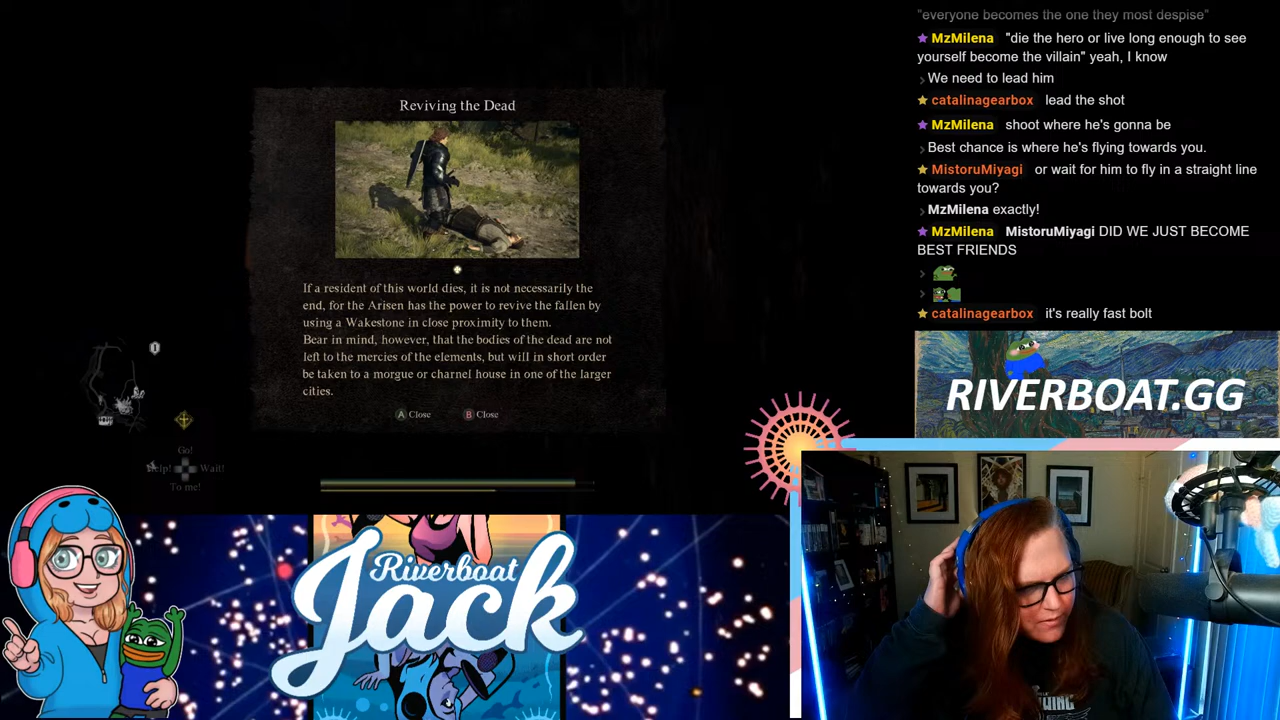 Reviving the Dead
If a resident of this world dies, it is not necessarily the
end, for the Arisen has the power to revive the fallen by
using a Wakestone in close proximity to them.
Bear in mind, however, that the bodies of the dead are not
left to the mercies of the elements, but will in short order
be taken to a morgue or charnel house in one of the larger
cities.
A Close B Close
Go!
Help! Wait!
To me!
"everyone becomes the one they most despise"
MzMilena "die the hero or live long enough to see
yourself become the villain" yeah, I know
We need to lead him
catalinagearbox lead the shot
MzMilena shoot where he's gonna be
Best chance is where he's flying towards you.
MistoruMiyagi or wait for him to fly in a straight line
towards you?
MzMilena exactly!
MzMilena MistoruMiyagi DID WE JUST BECOME
BEST FRIENDS
catalinagearbox it's really fast bolt
RIVERBOAT.GG
Riverboat
Jack